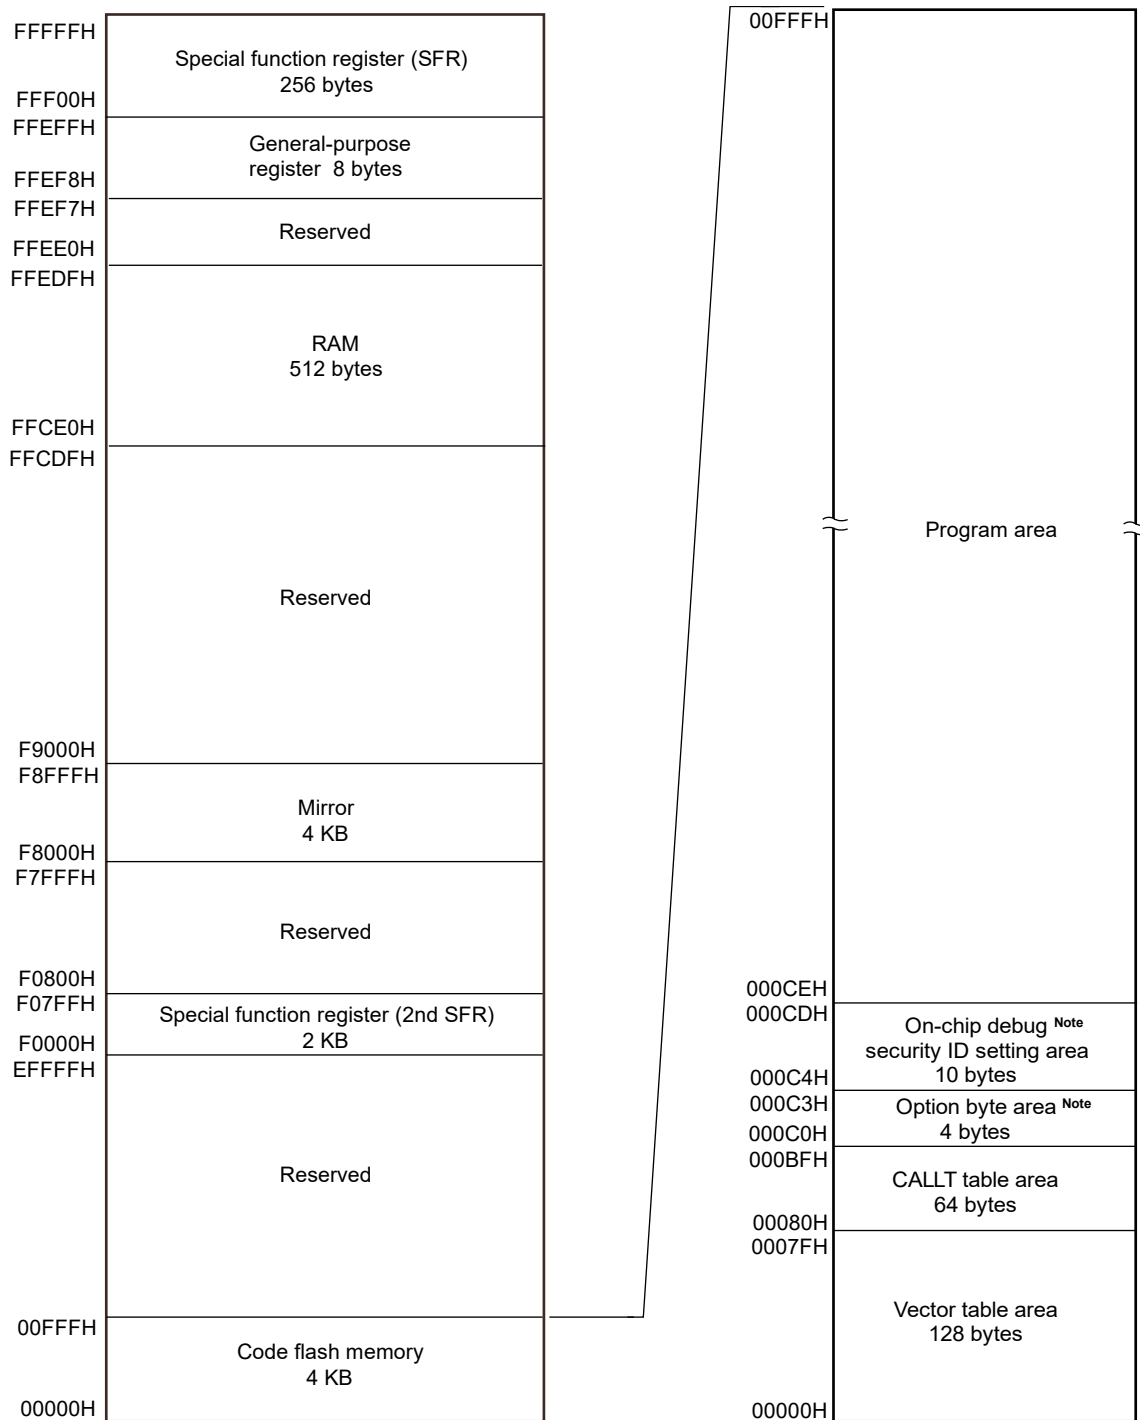 FFFFFH
Special function register (SFR)
256 bytes
FFF00H
FFEFFH
General-purpose
register 8 bytes
FFEF8H
FFEF7H
Reserved
FFEE0H
FFEDFH
RAM
512 bytes
FFCE0H
FFCDFH
Reserved
F9000H
F8FFFH
Mirror
4 KB
F8000H
F7FFFH
Reserved
F0800H
F07FFH
Special function register (2nd SFR)
2 KB
F0000H
EFFFFH
Reserved
00FFFH
Code flash memory
4 KB
00000H
00FFFH
Program area
000CEH
000CDH
On-chip debug Note
security ID setting area
10 bytes
000C4H
000C3H
Option byte area Note
4 bytes
000C0H
000BFH
CALLT table area
64 bytes
00080H
0007FH
Vector table area
128 bytes
00000H